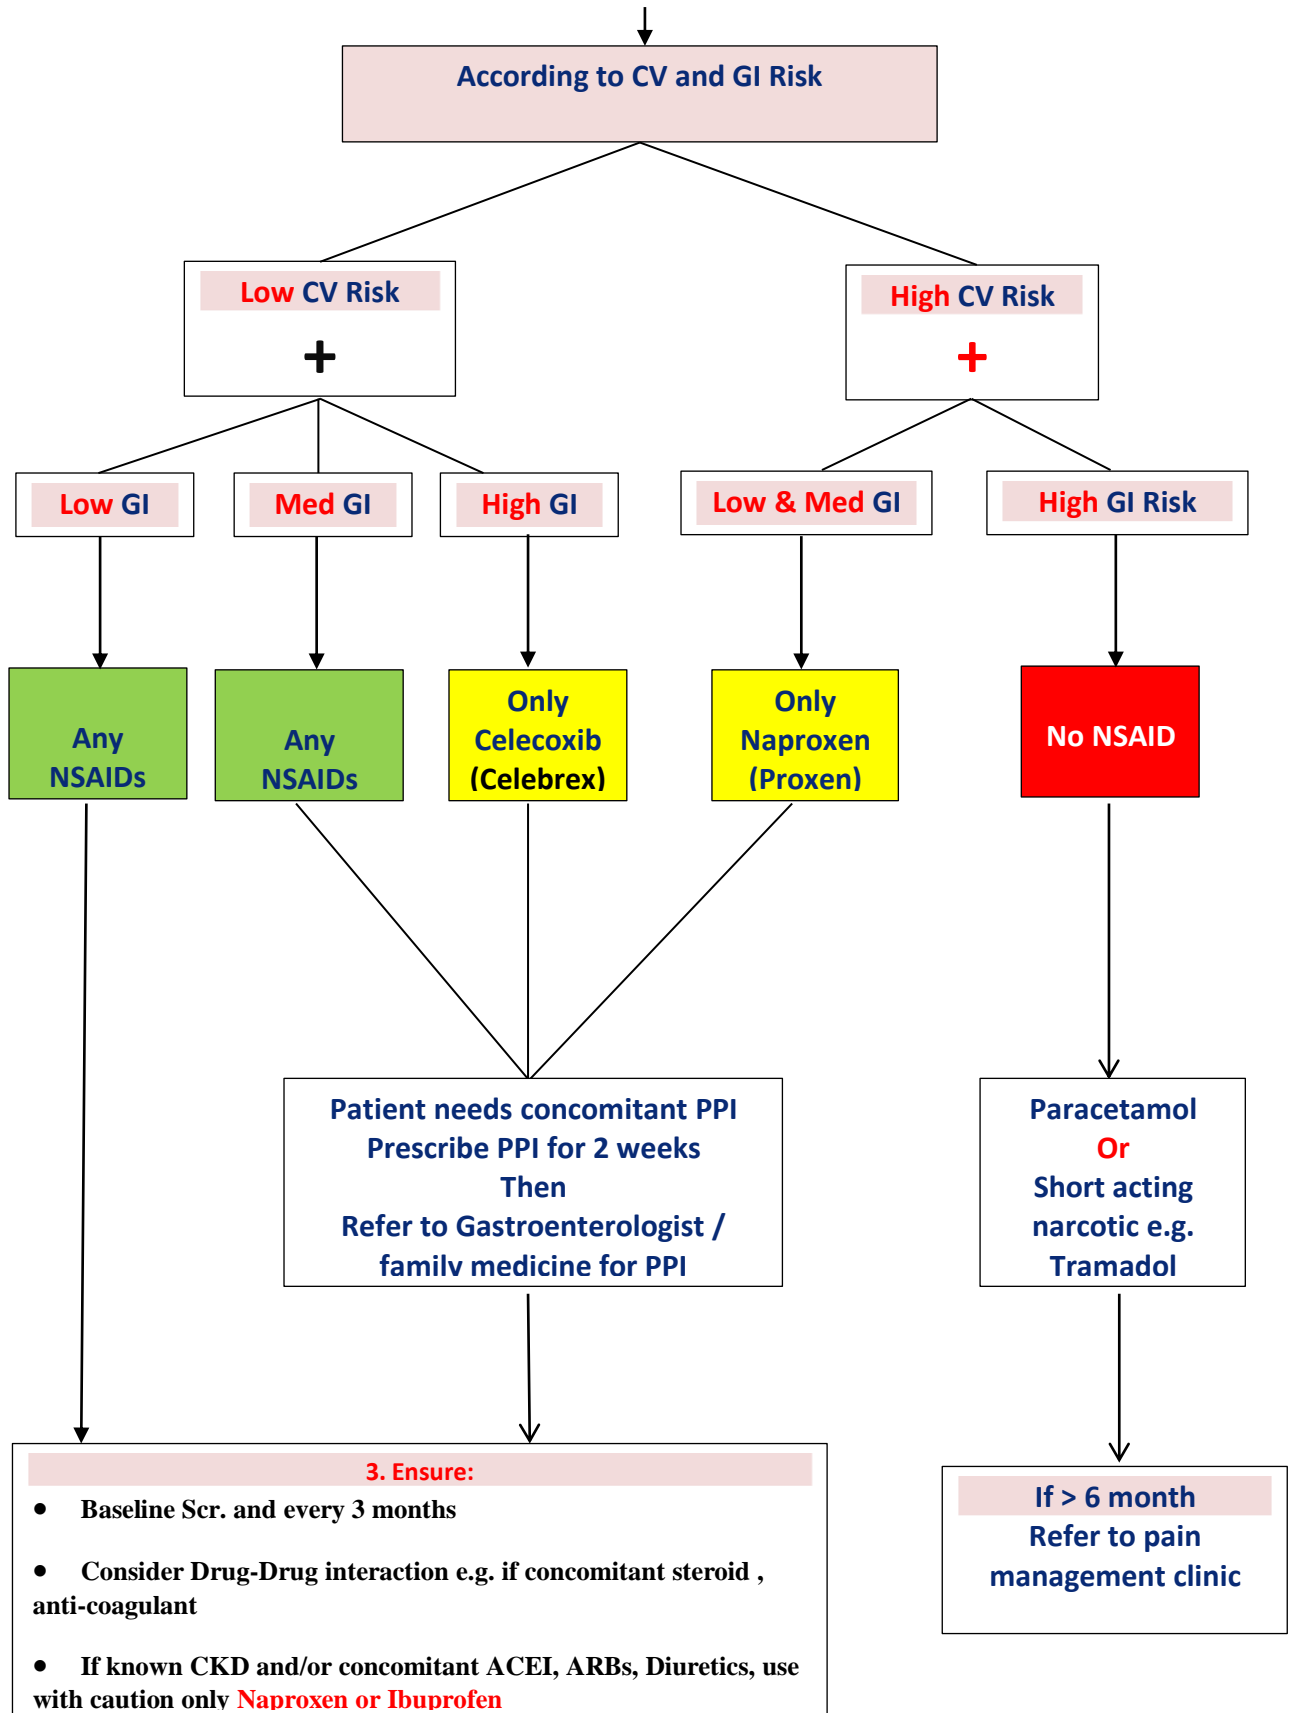 According to CV and GI Risk
Low CV Risk
+
High CV Risk
+
Low GI
Med GI
High GI
Low & Med GI
High GI Risk
Any
NSAIDs
Any
NSAIDs
Only
Celecoxib
(Celebrex)
Only
Naproxen
(Proxen)
No NSAID
Patient needs concomitant PPI
Prescribe PPI for 2 weeks
Then
Refer to Gastroenterologist /
family medicine for PPI
Paracetamol
Or
Short acting
narcotic e.g.
Tramadol
3. Ensure:
• Baseline Scr. and every 3 months
• Consider Drug-Drug interaction e.g. if concomitant steroid ,
anti-coagulant
• If known CKD and/or concomitant ACEI, ARBs, Diuretics, use
with caution only Naproxen or Ibuprofen
If > 6 month
Refer to pain
management clinic